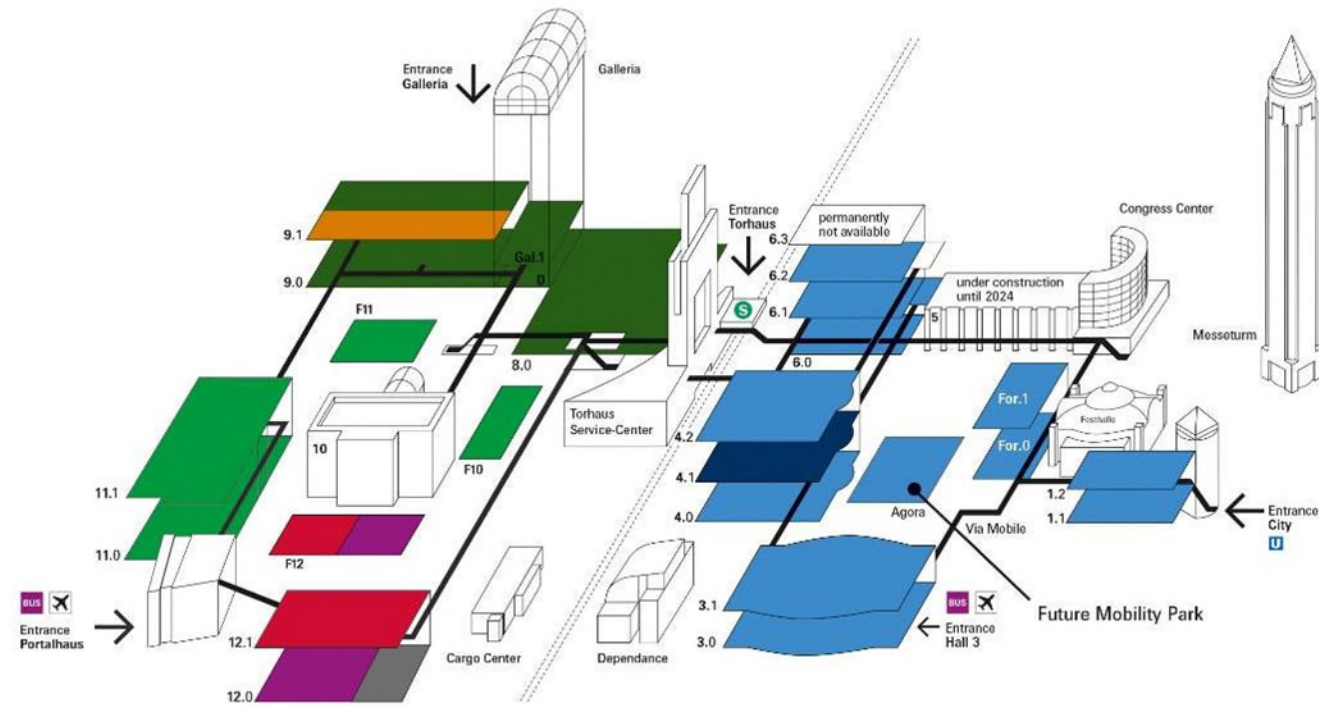 Entrance
Galleria
Galleria
Entrance
Torhaus
permanently
not available
6.3
Congress Center
9.1
Gal.1
0
9.0
6.2
under construction
until 2024
F11
S
6.1
5
Messeturm
8.0
6.0
For.1
Festhalle
Torhaus
Service-Center
10
4.2
For.0
F10
11.1
4.1
1.2
Agora
Via Mobile
4.0
1.1
Entrance
City
U
11.0
F12
BUS
Entrance
Portalhaus
3.1
BUS
Future Mobility Park
Entrance
Hall 3
12.1
3.0
Cargo Center
Dependance
12.0